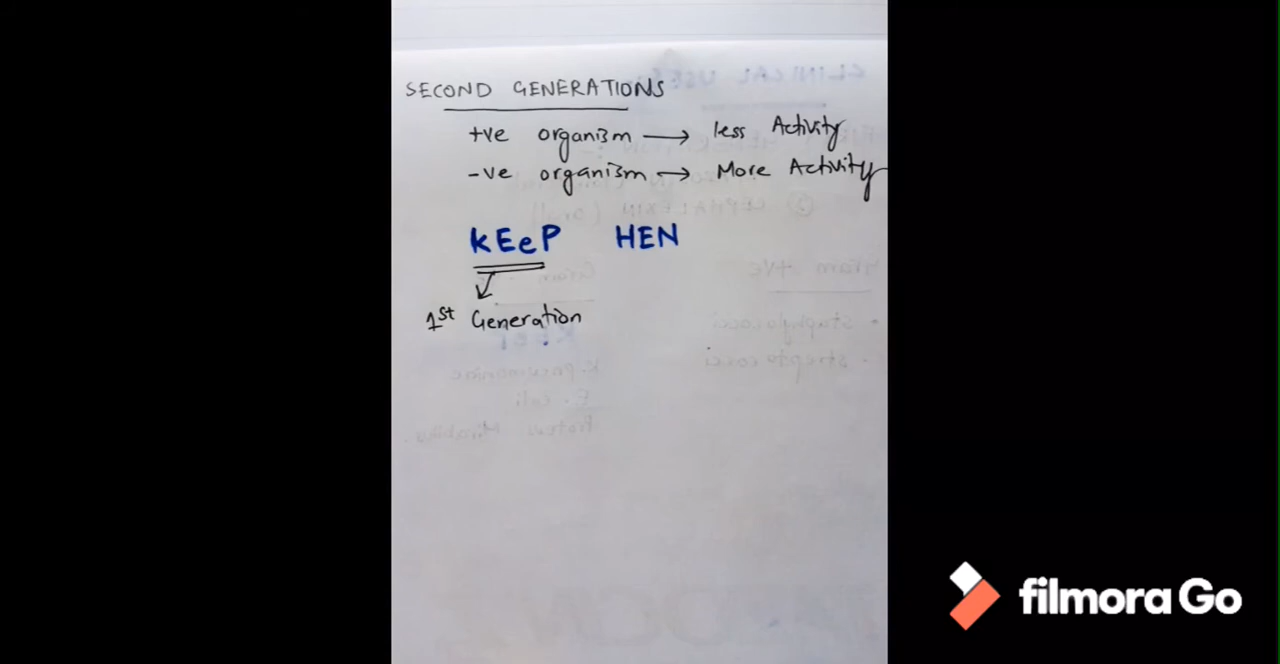 SECOND GENERATIONS
+ve organism → less Activity
-ve organism → More Activity
KEeP HEN
1st Generation
filmora Go